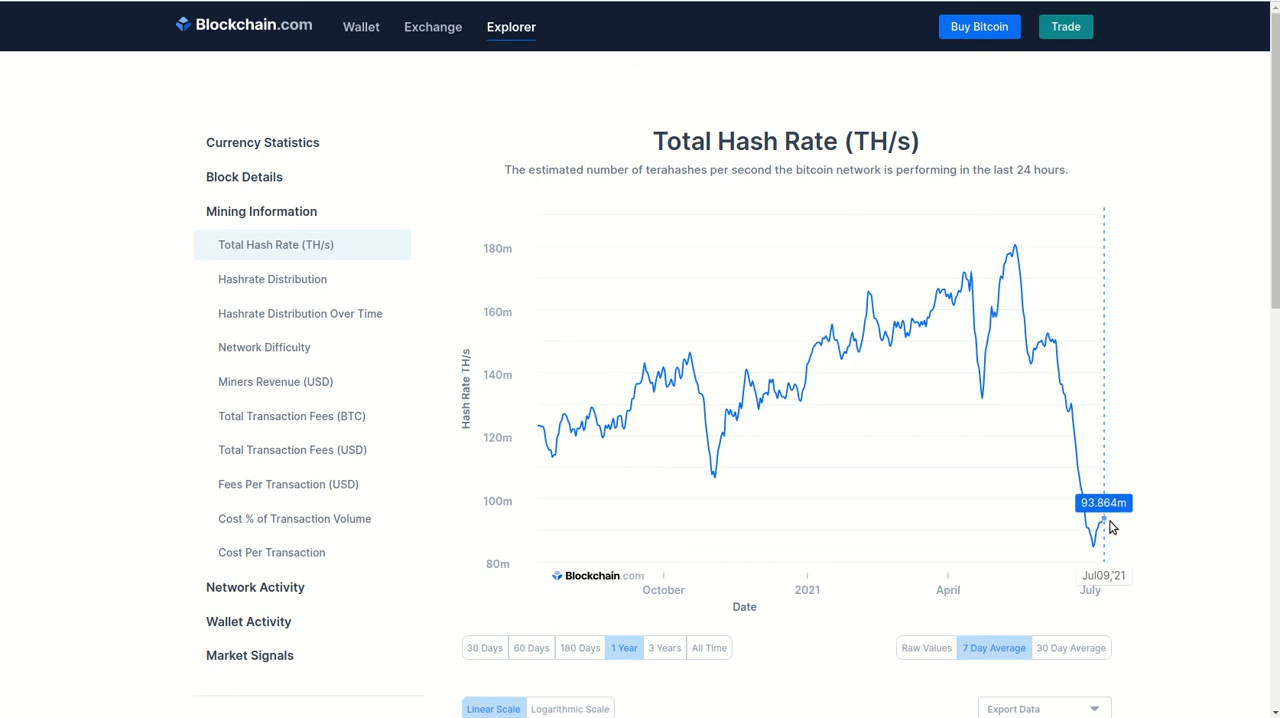 Blockchain.com Wallet Exchange Explorer Buy Bitcoin Trade
Currency Statistics
Block Details
Mining Information
Total Hash Rate (TH/s)
Hashrate Distribution
Hashrate Distribution Over Time
Network Difficulty
Miners Revenue (USD)
Total Transaction Fees (BTC)
Total Transaction Fees (USD)
Fees Per Transaction (USD)
Cost % of Transaction Volume
Cost Per Transaction
Network Activity
Wallet Activity
Market Signals
Total Hash Rate (TH/s)
The estimated number of terahashes per second the bitcoin network is performing in the last 24 hours.
Hash Rate TH/s
180m
160m
140m
120m
100m
80m
93.864m
Blockchain.com
Jul09,'21
October 2021 April July
Date
30 Days 60 Days 180 Days 1 Year 3 Years All Time
Raw Values 7 Day Average 30 Day Average
Linear Scale Logarithmic Scale
Export Data